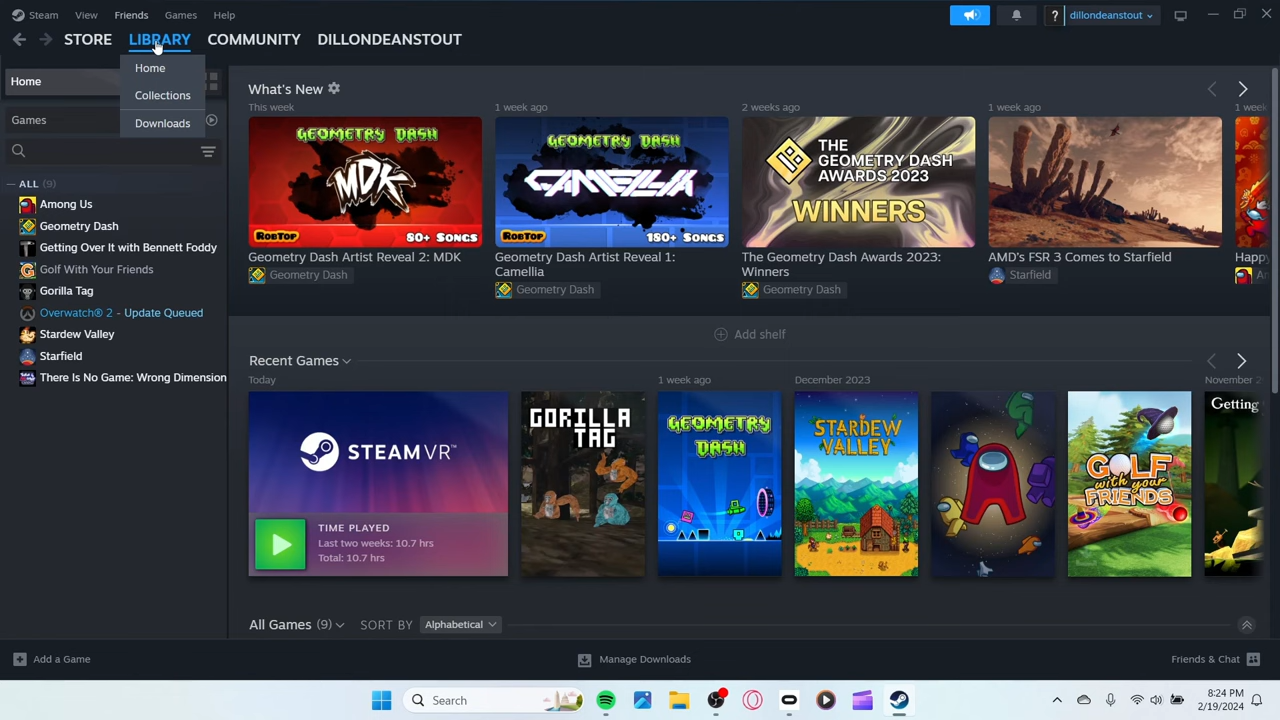 Steam View Friends Games Help
? dillondeanstout
STORE LIBRARY COMMUNITY DILLONDEANSTOUT
Home
Home
Collections
Downloads
Games
ALL (9)
Among Us
Geometry Dash
Getting Over It with Bennett Foddy
Golf With Your Friends
Gorilla Tag
Overwatch® 2 - Update Queued
Stardew Valley
Starfield
There Is No Game: Wrong Dimension
What's New
This week
GEOMETRY DASH
MDK
ROBTOP
80+ SONGS
Geometry Dash Artist Reveal 2: MDK
Geometry Dash
1 week ago
GEOMETRY DASH
CAMELLIA
ROBTOP
180+ SONGS
Geometry Dash Artist Reveal 1:
Camellia
Geometry Dash
2 weeks ago
THE
GEOMETRY DASH
AWARDS 2023
WINNERS
The Geometry Dash Awards 2023:
Winners
Geometry Dash
1 week ago
AMD's FSR 3 Comes to Starfield
Starfield
1 week
Happ
Add shelf
Recent Games
Today
STEAMVR™
TIME PLAYED
Last two weeks: 10.7 hrs
Total: 10.7 hrs
GORILLA
TAG
1 week ago
GEOMETRY
DASH
December 2023
STARDEW
VALLEY
GOLF
with your
FRIENDS
Getting
All Games (9) SORT BY Alphabetical
Add a Game
Manage Downloads
Friends & Chat
Search
8:24 PM
2/19/2024